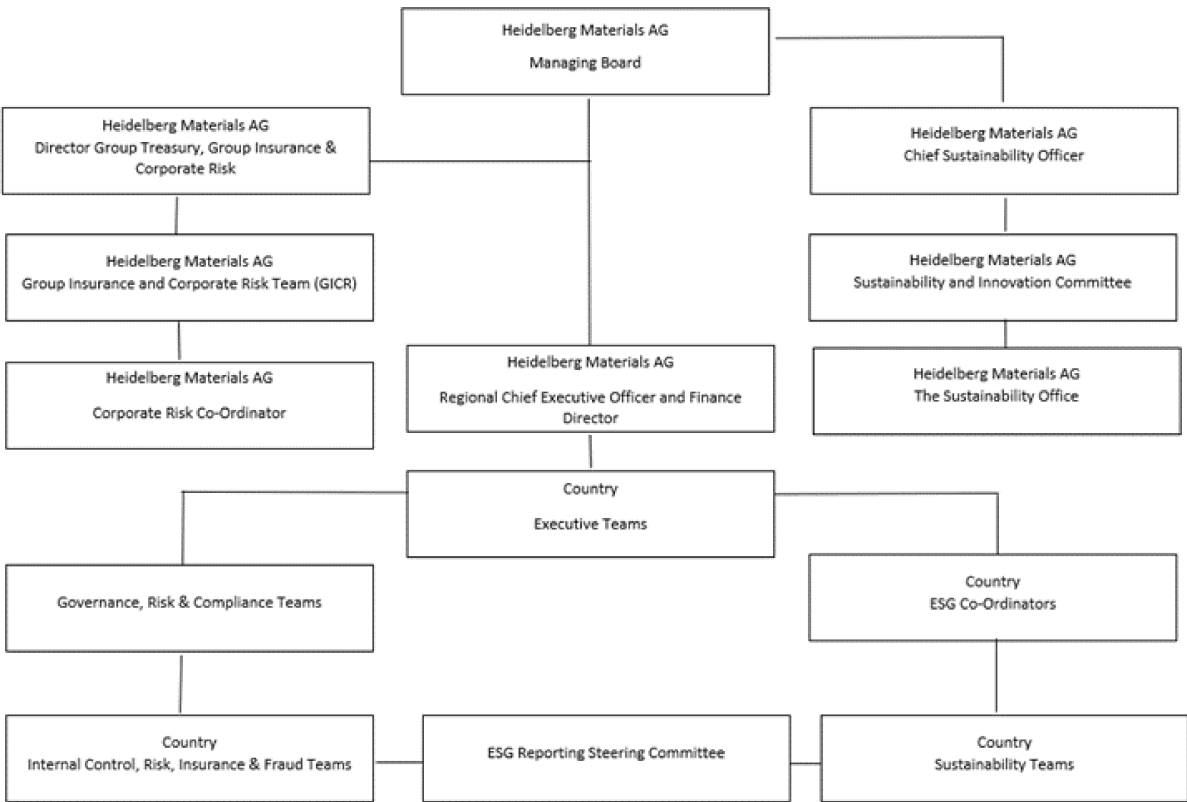 Heidelberg Materials AG
Managing Board
Heidelberg Materials AG
Director Group Treasury, Group Insurance &
Corporate Risk
Heidelberg Materials AG
Chief Sustainability Officer
Heidelberg Materials AG
Group Insurance and Corporate Risk Team (GICR)
Heidelberg Materials AG
Sustainability and Innovation Committee
Heidelberg Materials AG
Corporate Risk Co-Ordinator
Heidelberg Materials AG
Regional Chief Executive Officer and Finance
Director
Heidelberg Materials AG
The Sustainability Office
Country
Executive Teams
Governance, Risk & Compliance Teams
Country
ESG Co-Ordinators
Country
Internal Control, Risk, Insurance & Fraud Teams
ESG Reporting Steering Committee
Country
Sustainability Teams